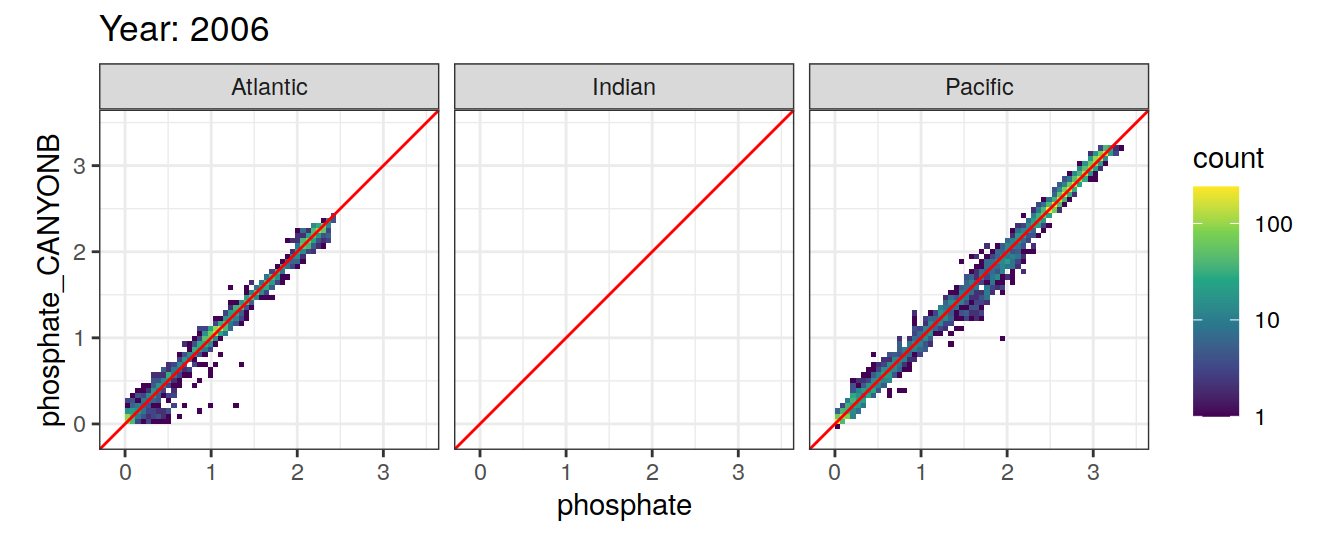 Year: 2006
Atlantic
Indian
Pacific
phosphate_CANYONB
3
2
1
0
0 1 2 3
0 1 2 3
0 1 2 3
phosphate
count
100
10
1